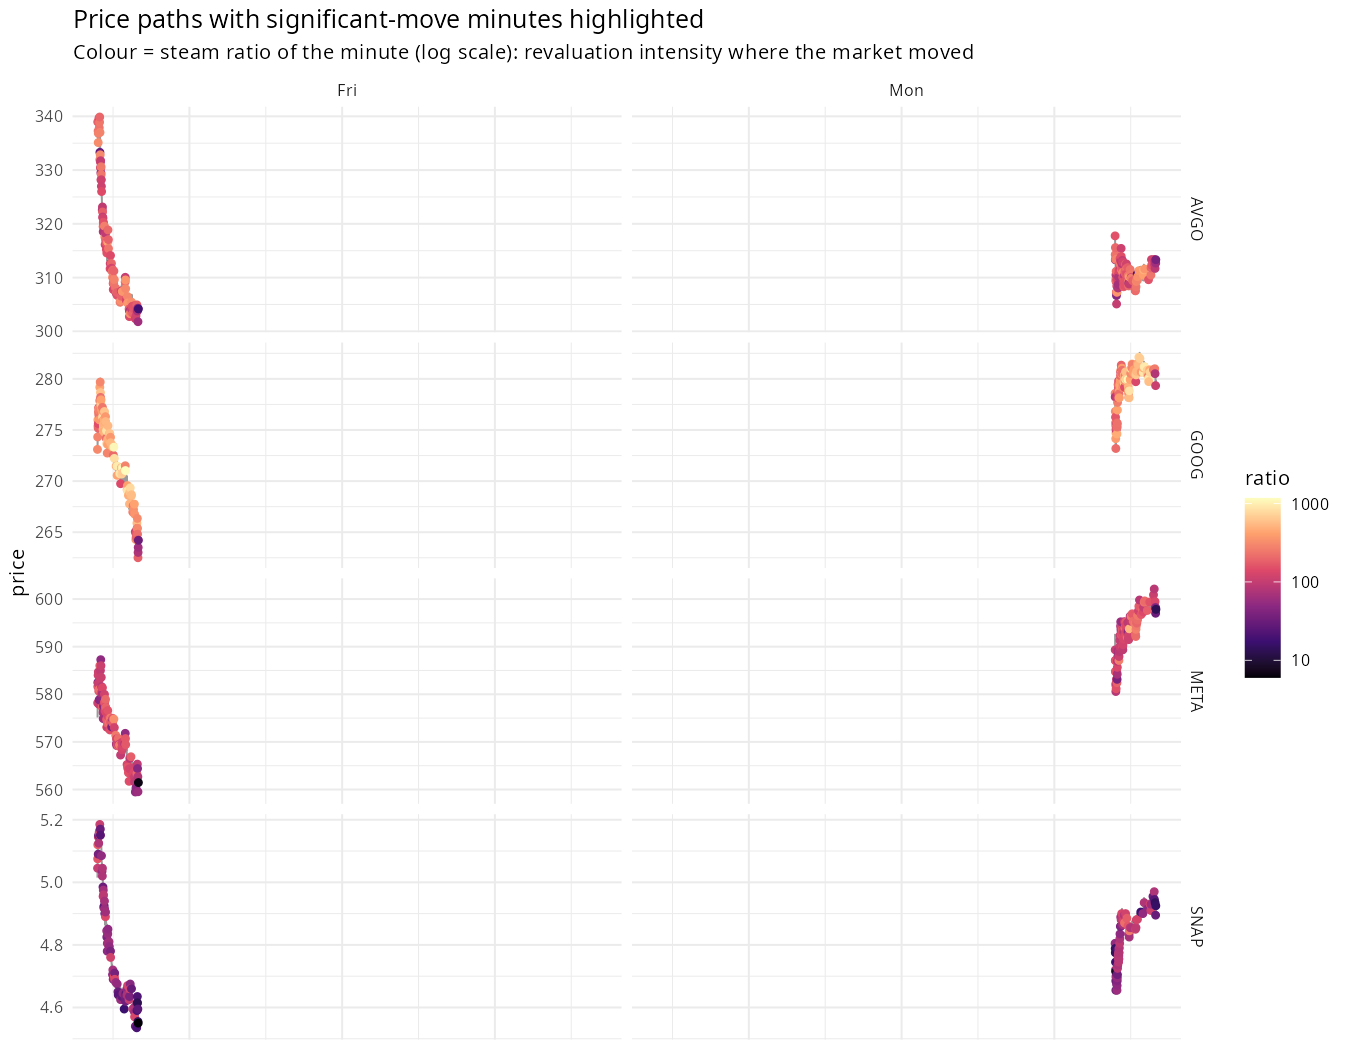 Price paths with significant-move minutes highlighted
Colour = steam ratio of the minute (log scale): revaluation intensity where the market moved
Fri
Mon
340
330
320
310
300
AVGO
280
275
270
265
GOOG
600
590
580
570
560
META
5.2
5.0
4.8
4.6
SNAP
price
ratio
1000
100
10